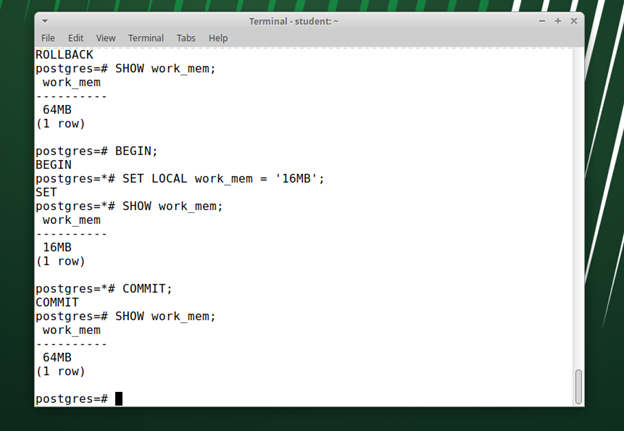 Terminal - student: ~
File Edit View Terminal Tabs Help
ROLLBACK
postgres=# SHOW work_mem;
 work_mem
----------
 64MB
(1 row)

postgres=# BEGIN;
BEGIN
postgres=*# SET LOCAL work_mem = '16MB';
SET
postgres=*# SHOW work_mem;
 work_mem
----------
 16MB
(1 row)

postgres=*# COMMIT;
COMMIT
postgres=# SHOW work_mem;
 work_mem
----------
 64MB
(1 row)

postgres=#